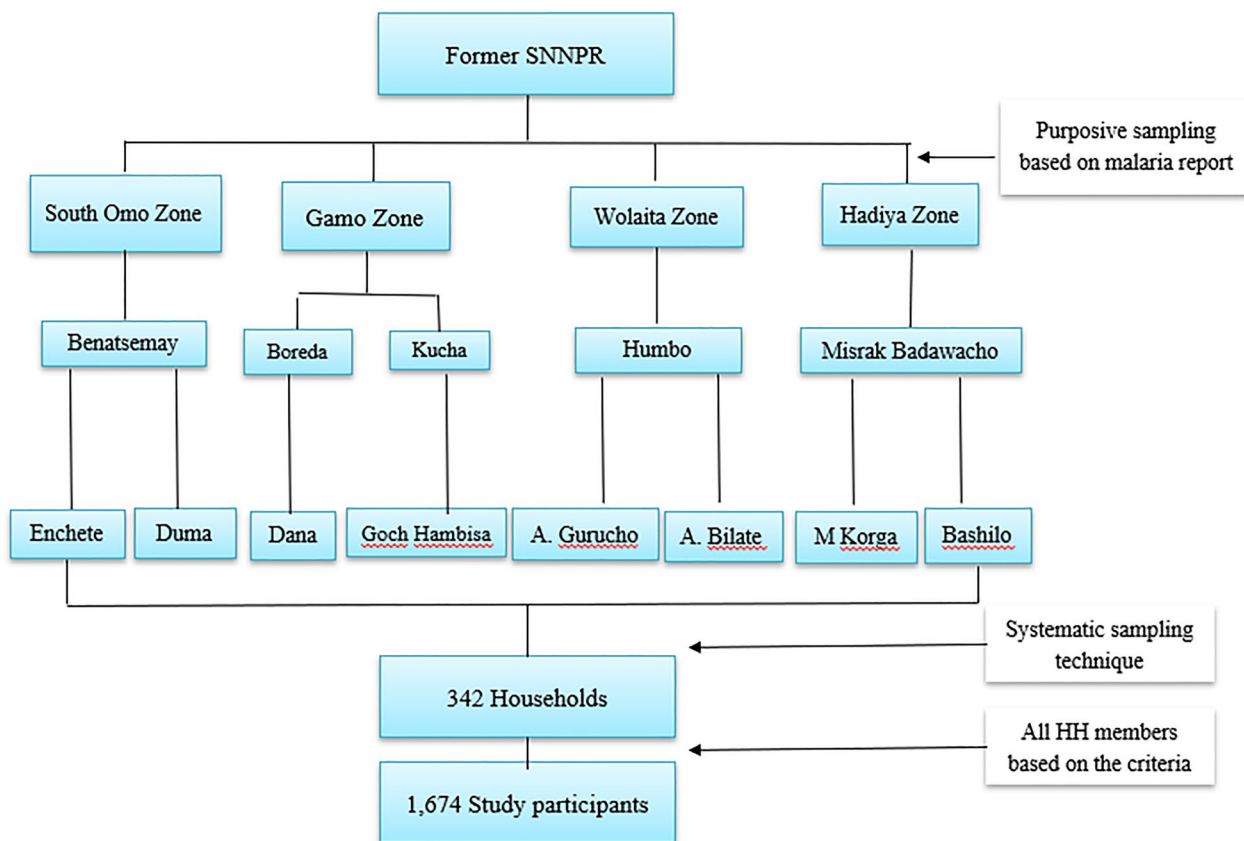 Former SNNPR
Purposive sampling
based on malaria report
South Omo Zone
Gamo Zone
Wolaita Zone
Hadiya Zone
Benatsemay
Boreda
Kucha
Humbo
Misrak Badawacho
Enchete
Duma
Dana
Goch Hambisa
A. Gurucho
A. Bilate
M Korga
Bashilo
Systematic sampling
technique
342 Households
All HH members
based on the criteria
1,674 Study participants